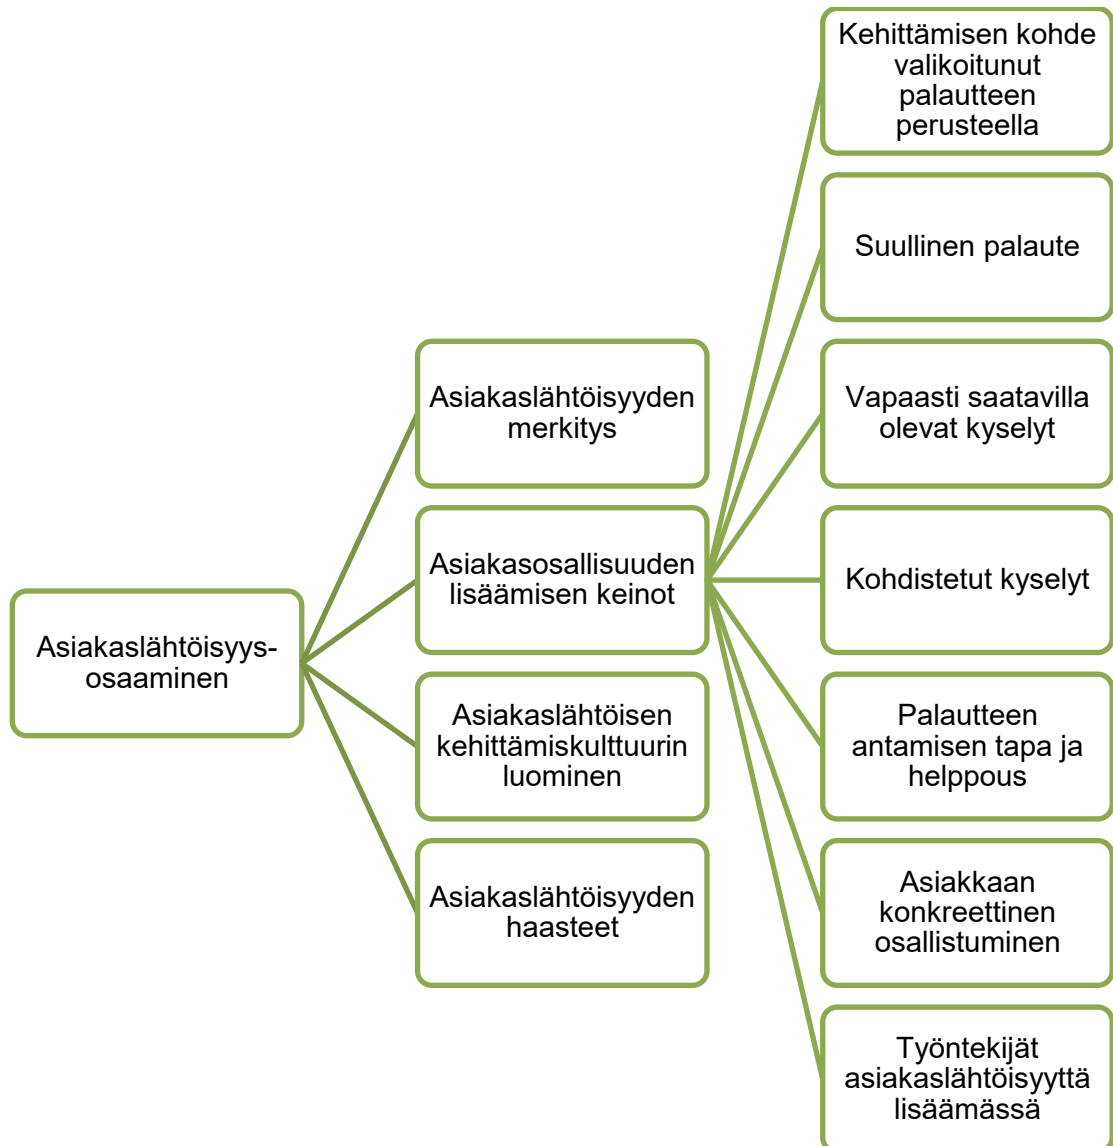 Asiakaslähtöisyys-
osaaminen
Asiakaslähtöisyyden
merkitys
Asiakasosallisuuden
lisäämisen keinot
Asiakaslähtöisen
kehittämiskulttuurin
luominen
Asiakaslähtöisyyden
haasteet
Kehittämisen kohde
valikoitunut
palautteen
perusteella
Suullinen palaute
Vapaasti saatavilla
olevat kyselyt
Kohdistetut kyselyt
Palautteen
antamisen tapa ja
helppous
Asiakkaan
konkreettinen
osallistuminen
Työntekijät
asiakaslähtöisyyttä
lisäämässä